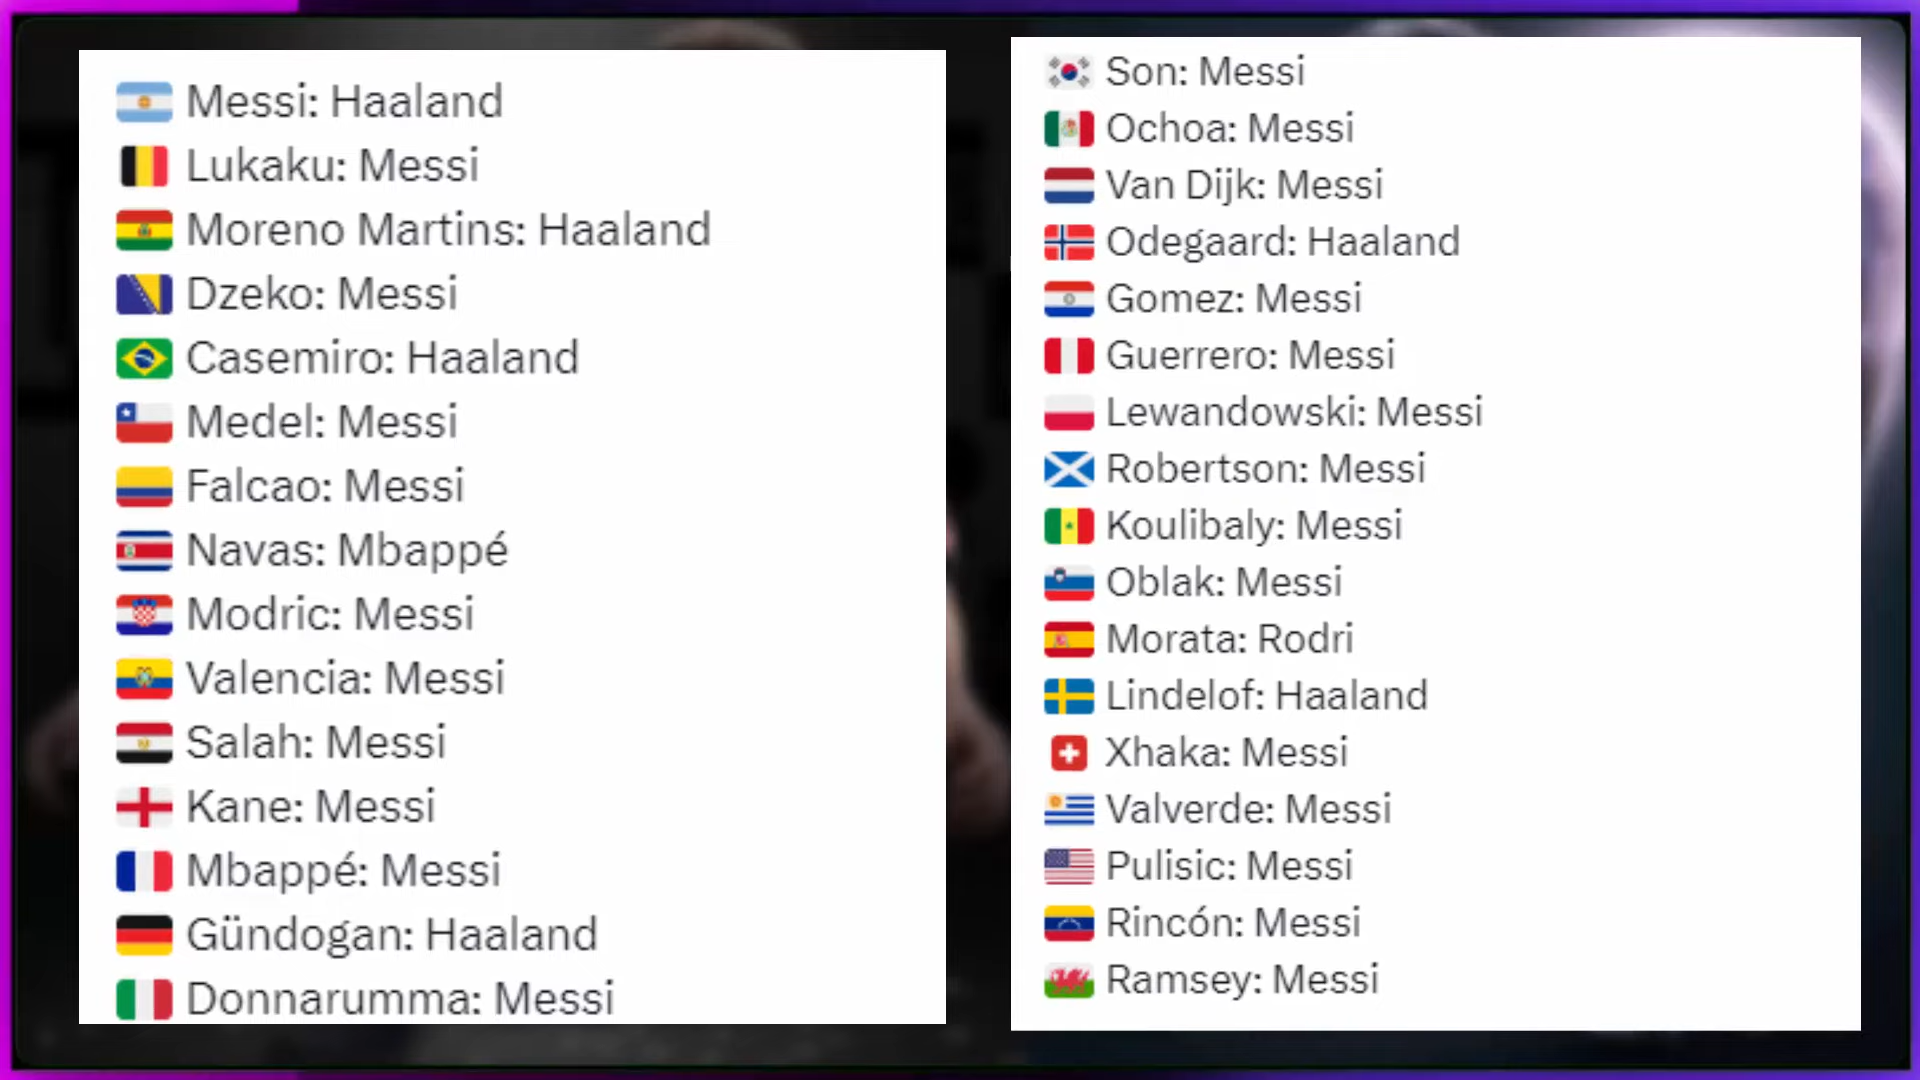 Messi: Haaland
Lukaku: Messi
Moreno Martins: Haaland
Dzeko: Messi
Casemiro: Haaland
Medel: Messi
Falcao: Messi
Navas: Mbappé
Modric: Messi
Valencia: Messi
Salah: Messi
Kane: Messi
Mbappé: Messi
Gündogan: Haaland
Donnarumma: Messi
Son: Messi
Ochoa: Messi
Van Dijk: Messi
Odegaard: Haaland
Gomez: Messi
Guerrero: Messi
Lewandowski: Messi
Robertson: Messi
Koulibaly: Messi
Oblak: Messi
Morata: Rodri
Lindelof: Haaland
Xhaka: Messi
Valverde: Messi
Pulisic: Messi
Rincón: Messi
Ramsey: Messi